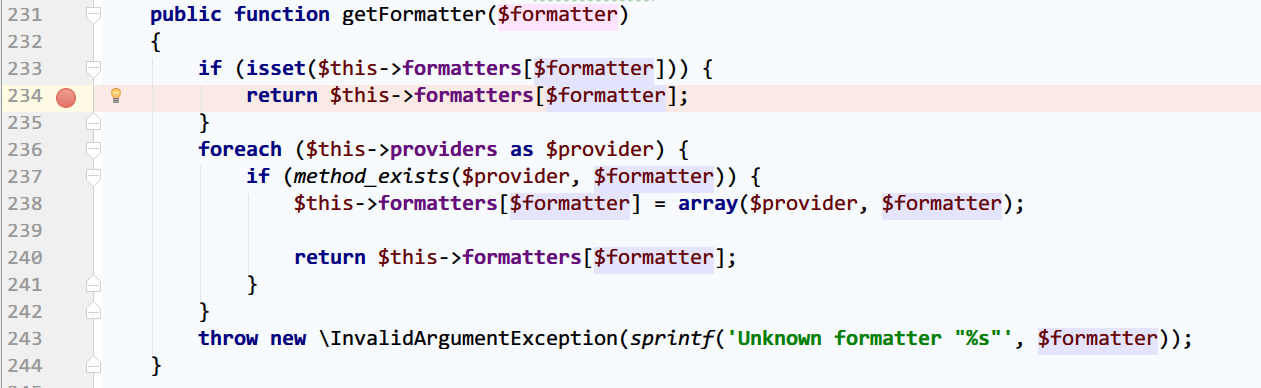 231 public function getFormatter($formatter)
232 {
233 if (isset($this->formatters[$formatter])) {
234 return $this->formatters[$formatter];
235 }
236 foreach ($this->providers as $provider) {
237 if (method_exists($provider, $formatter)) {
238 $this->formatters[$formatter] = array($provider, $formatter);
239
240 return $this->formatters[$formatter];
241 }
242 }
243 throw new \InvalidArgumentException(sprintf('Unknown formatter "%s"', $formatter));
244 }